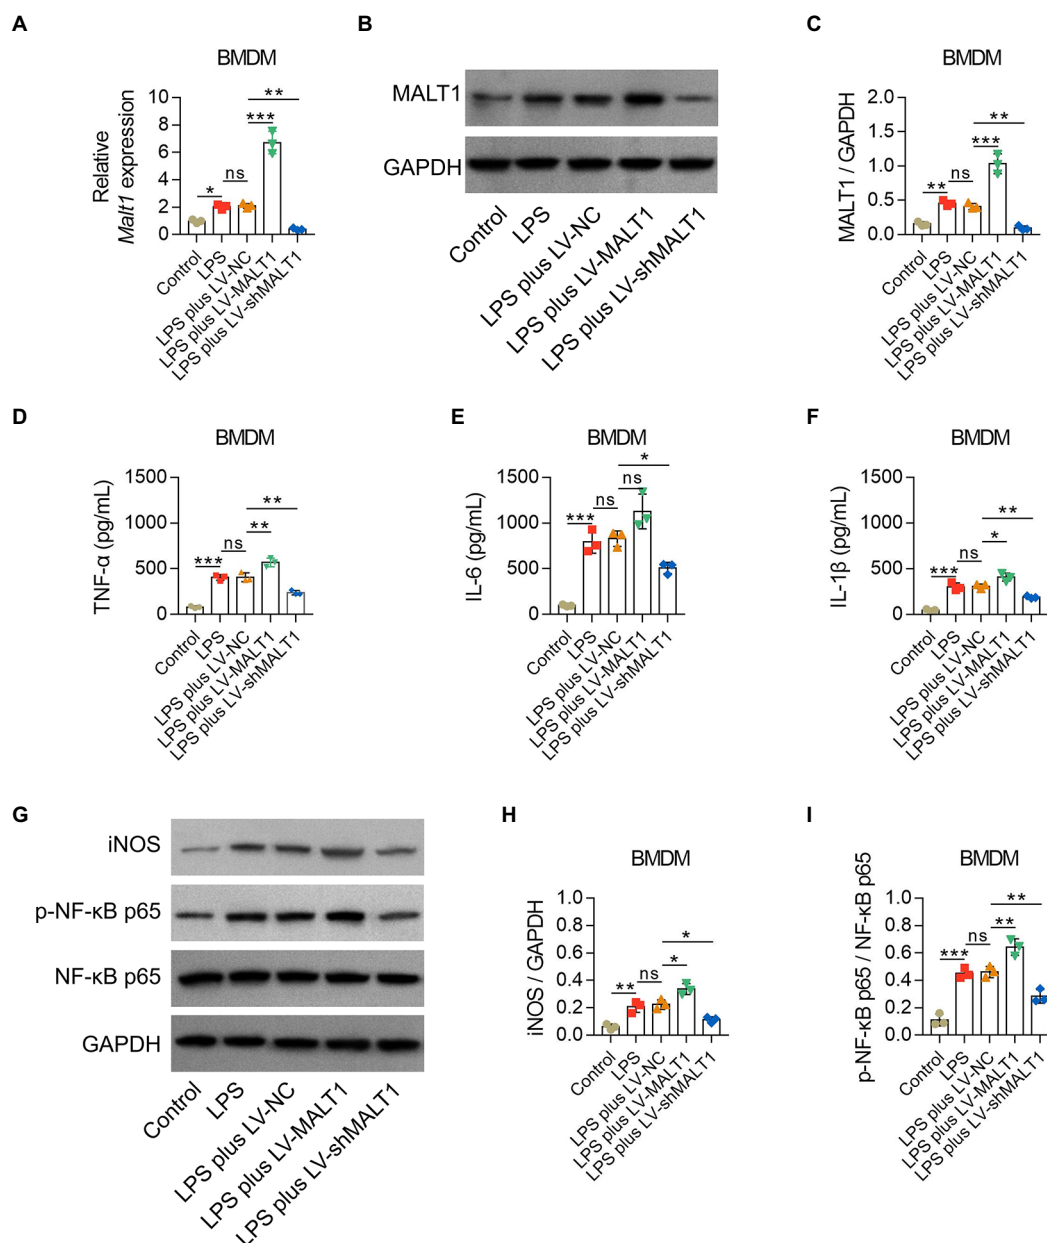 A
BMDM
Relative
Malt1 expression
10
8
6
4
2
0
*
ns
***
**
Control
LPS
LPS plus LV-NC
LPS plus LV-MALT1
LPS plus LV-shMALT1
B
MALT1
GAPDH
Control
LPS
LPS plus LV-NC
LPS plus LV-MALT1
LPS plus LV-shMALT1
C
BMDM
MALT1 / GAPDH
2.0
1.5
1.0
0.5
0.0
**
ns
***
**
Control
LPS
LPS plus LV-NC
LPS plus LV-MALT1
LPS plus LV-shMALT1
D
BMDM
TNF-α (pg/mL)
1500
1000
500
0
***
ns
**
**
Control
LPS
LPS plus LV-NC
LPS plus LV-MALT1
LPS plus LV-shMALT1
E
BMDM
IL-6 (pg/mL)
1500
1000
500
0
***
ns
ns
*
Control
LPS
LPS plus LV-NC
LPS plus LV-MALT1
LPS plus LV-shMALT1
F
BMDM
IL-1β (pg/mL)
1500
1000
500
0
***
ns
*
**
Control
LPS
LPS plus LV-NC
LPS plus LV-MALT1
LPS plus LV-shMALT1
G
iNOS
p-NF-κB p65
NF-κB p65
GAPDH
Control
LPS
LPS plus LV-NC
LPS plus LV-MALT1
LPS plus LV-shMALT1
H
BMDM
iNOS / GAPDH
1.0
0.8
0.6
0.4
0.2
0.0
**
ns
*
*
Control
LPS
LPS plus LV-NC
LPS plus LV-MALT1
LPS plus LV-shMALT1
I
BMDM
p-NF-κB p65 / NF-κB p65
1.0
0.8
0.6
0.4
0.2
0.0
***
ns
**
**
Control
LPS
LPS plus LV-NC
LPS plus LV-MALT1
LPS plus LV-shMALT1